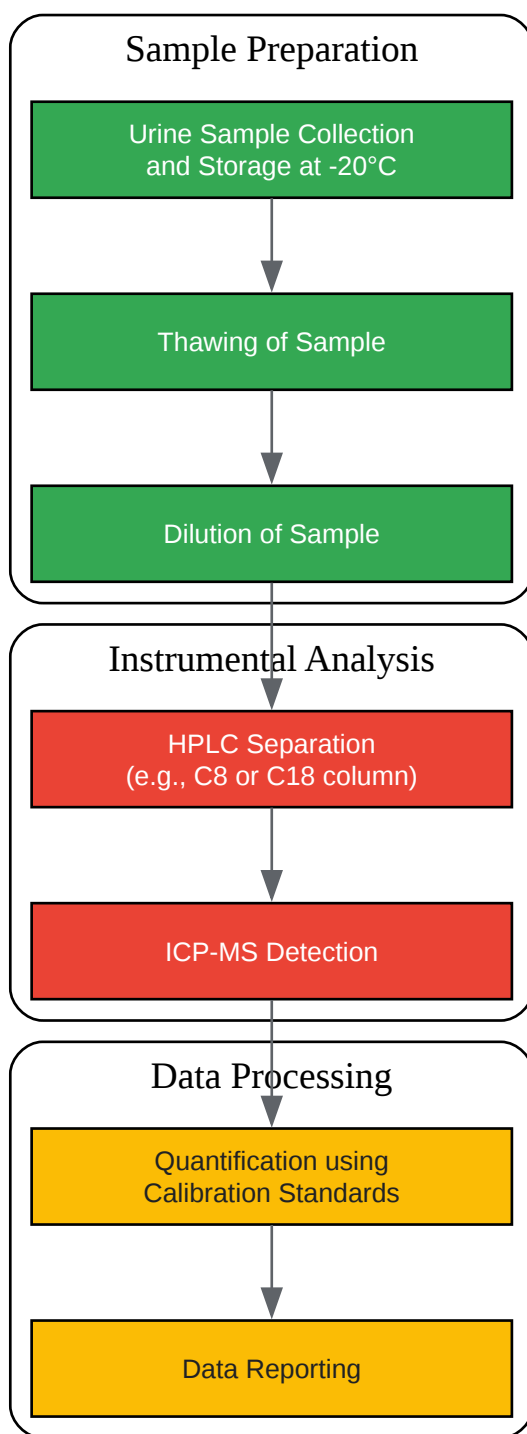 Sample Preparation
Urine Sample Collection
and Storage at -20°C
Thawing of Sample
Dilution of Sample
Instrumental Analysis
HPLC Separation
(e.g., C8 or C18 column)
ICP-MS Detection
Data Processing
Quantification using
Calibration Standards
Data Reporting